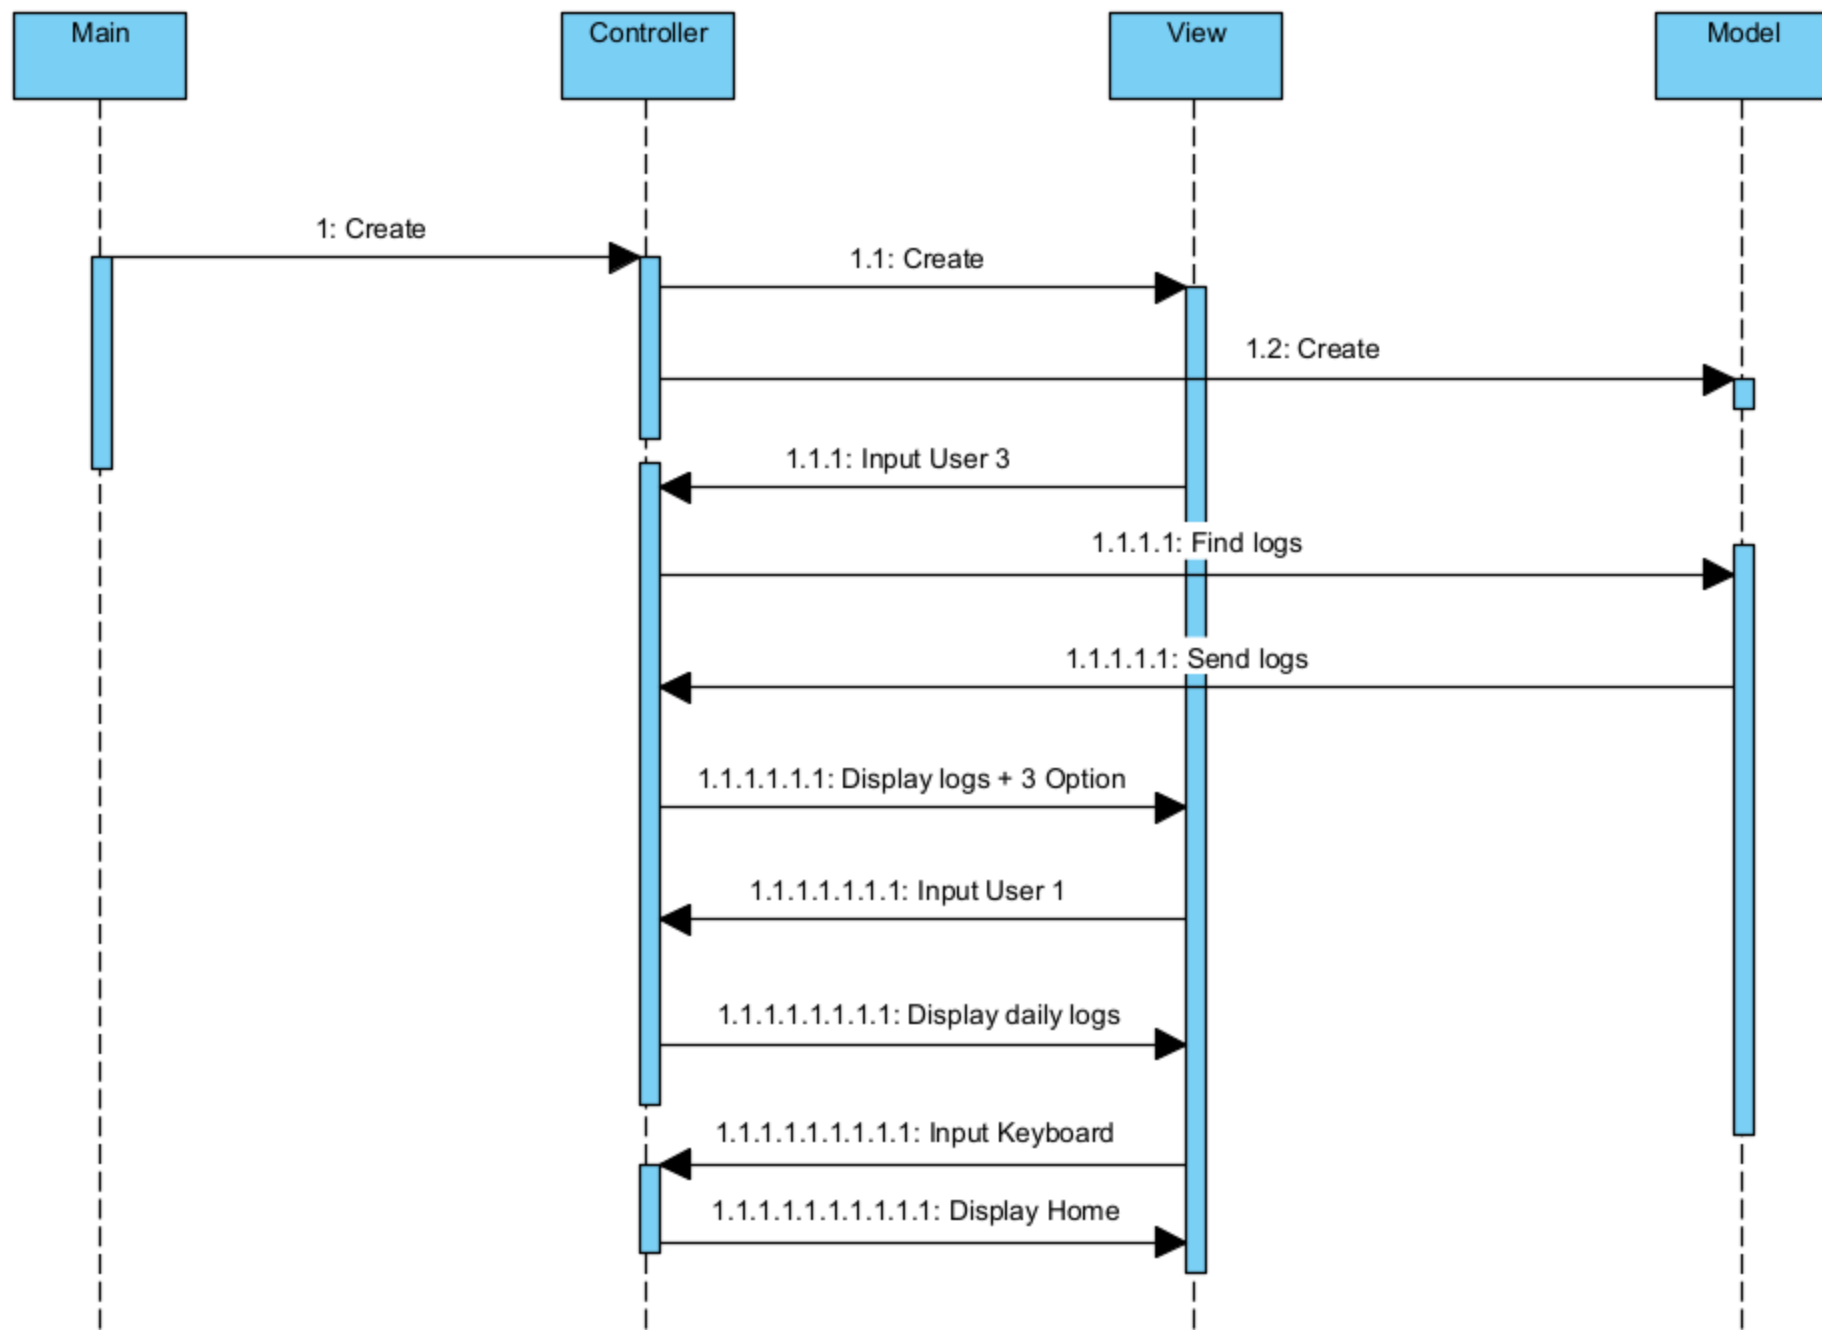 Main
Controller
View
Model
1: Create
1.1: Create
1.2: Create
1.1.1: Input User 3
1.1.1.1: Find logs
1.1.1.1.1: Send logs
1.1.1.1.1.1: Display logs + 3 Option
1.1.1.1.1.1.1: Input User 1
1.1.1.1.1.1.1.1: Display daily logs
1.1.1.1.1.1.1.1.1: Input Keyboard
1.1.1.1.1.1.1.1.1.1: Display Home